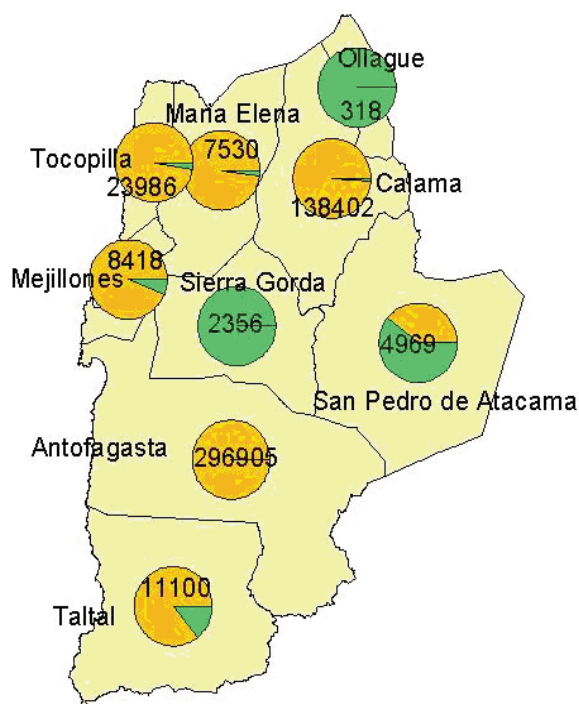 Ollague
318
Maria Elena
7530
Tocopilla
23986
Calama
138402
8418
Mejillones
Sierra Gorda
2356
4969
San Pedro de Atacama
Antofagasta
296905
11100
Taltal